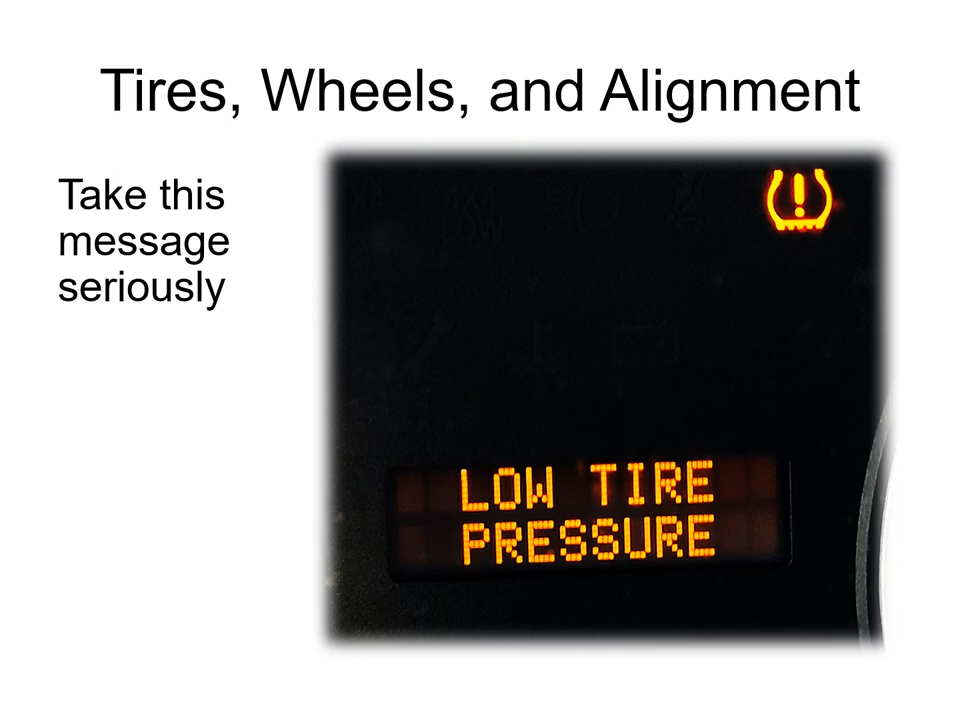 Tires, Wheels, and Alignment
Take this
message
seriously
LOW TIRE
PRESSURE